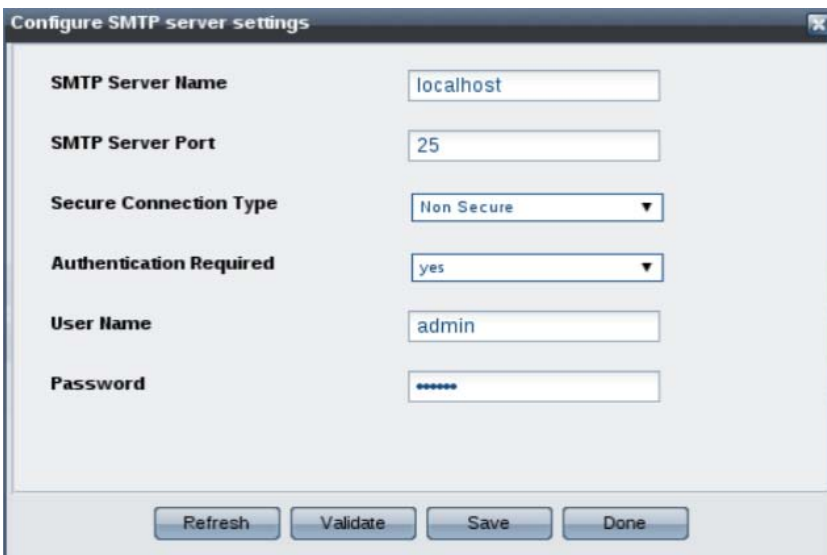 Configure SMTP server settings
SMTP Server Name localhost
SMTP Server Port 25
Secure Connection Type Non Secure
Authentication Required yes
User Name admin
Password ••••••
Refresh Validate Save Done